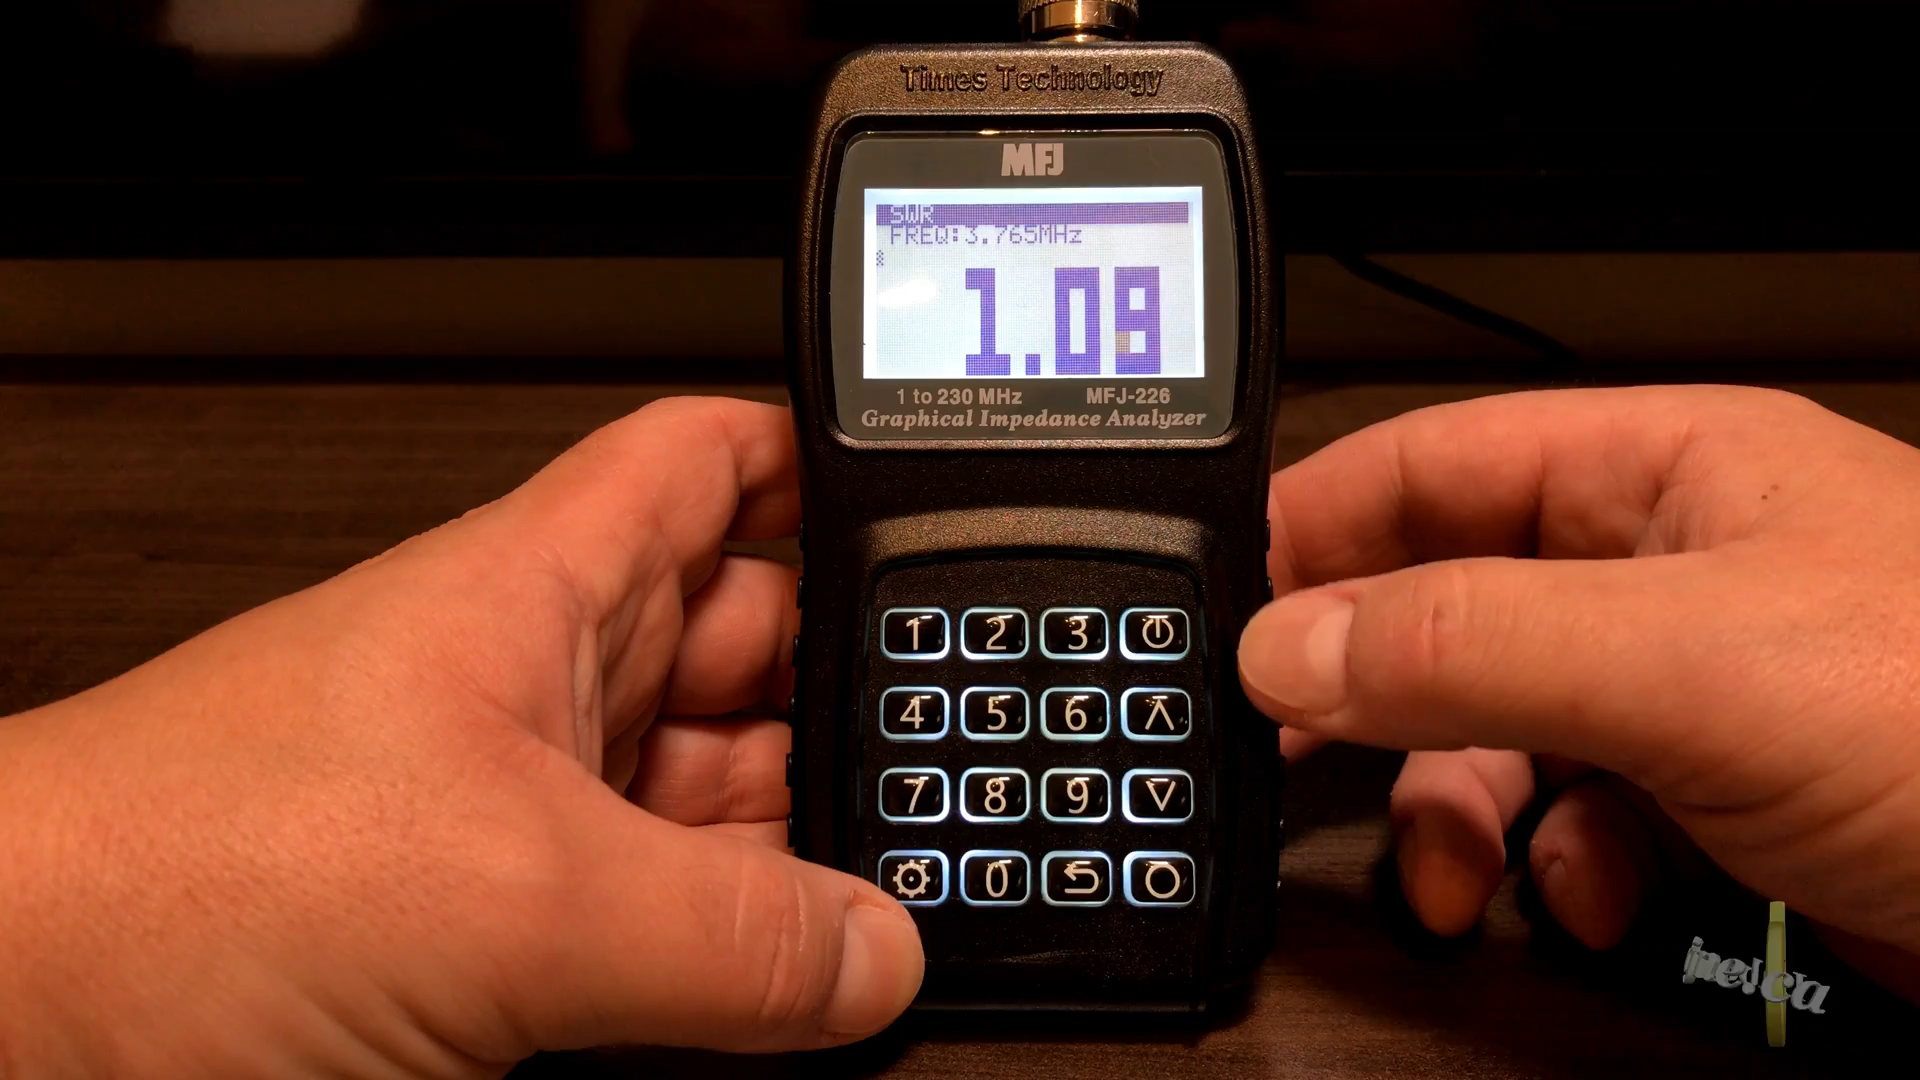 Times Technology
MFJ
SWR
FREQ:3.765MHz
1.09
1 to 230 MHz MFJ-226
Graphical Impedance Analyzer
1 2 3
4 5 6
7 8 9
0